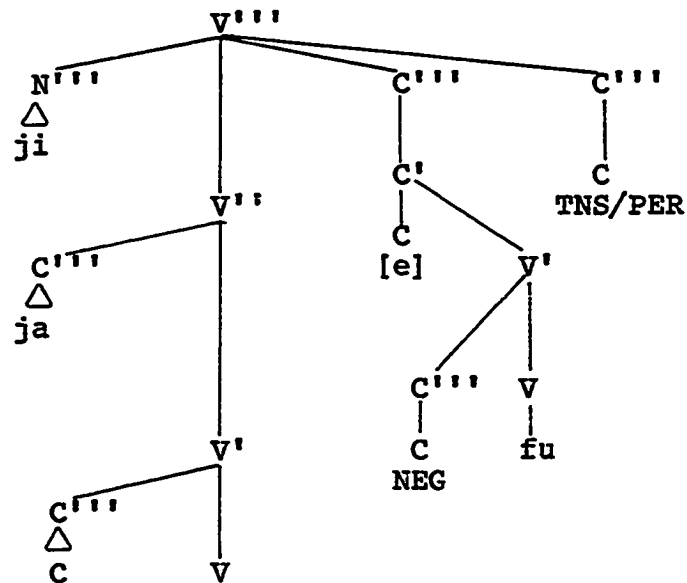 V'''
N''' C''' C'''
ji
C' C
V'' TNS/PER
C
C''' [e] V'
ja
C''' V
V' C fu
NEG
C'''
C V